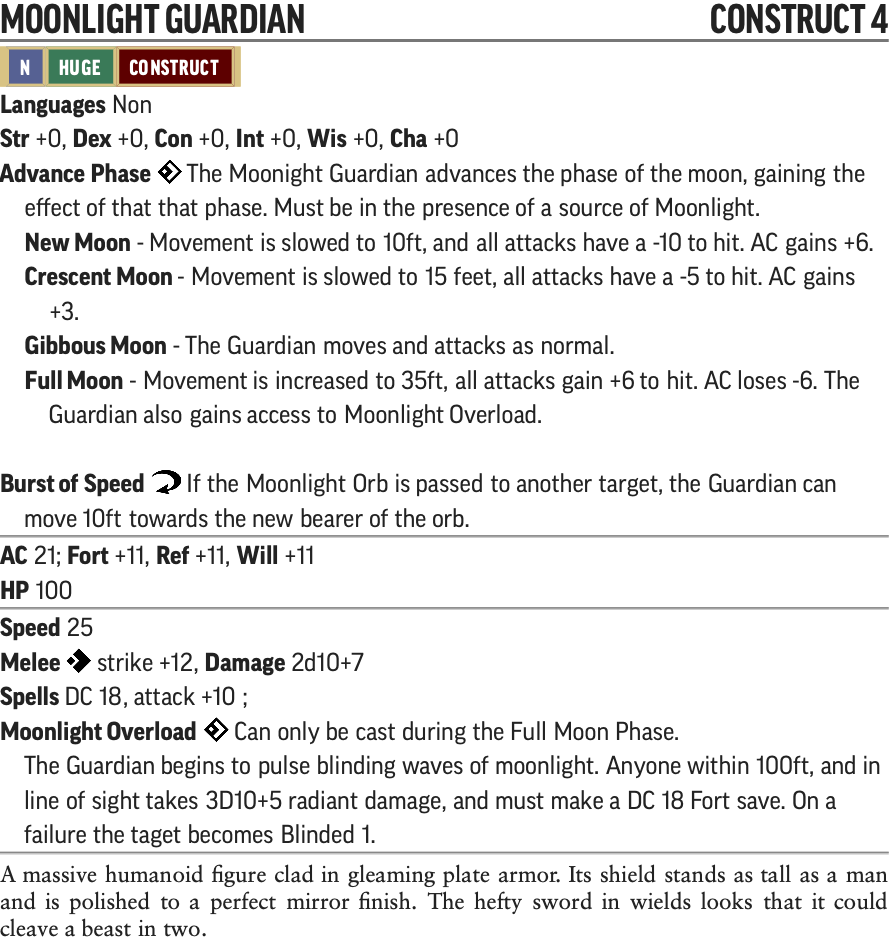 MOONLIGHT GUARDIAN CONSTRUCT 4
N HUGE CONSTRUCT
Languages Non
Str +0, Dex +0, Con +0, Int +0, Wis +0, Cha +0
Advance Phase The Moonight Guardian advances the phase of the moon, gaining the
effect of that that phase. Must be in the presence of a source of Moonlight.
New Moon - Movement is slowed to 10ft, and all attacks have a -10 to hit. AC gains +6.
Crescent Moon - Movement is slowed to 15 feet, all attacks have a -5 to hit. AC gains
+3.
Gibbous Moon - The Guardian moves and attacks as normal.
Full Moon - Movement is increased to 35ft, all attacks gain +6 to hit. AC loses -6. The
Guardian also gains access to Moonlight Overload.
Burst of Speed If the Moonlight Orb is passed to another target, the Guardian can
move 10ft towards the new bearer of the orb.
AC 21; Fort +11, Ref +11, Will +11
HP 100
Speed 25
Melee strike +12, Damage 2d10+7
Spells DC 18, attack +10 ;
Moonlight Overload Can only be cast during the Full Moon Phase.
The Guardian begins to pulse blinding waves of moonlight. Anyone within 100ft, and in
line of sight takes 3D10+5 radiant damage, and must make a DC 18 Fort save. On a
failure the taget becomes Blinded 1.
A massive humanoid figure clad in gleaming plate armor. Its shield stands as tall as a man
and is polished to a perfect mirror finish. The hefty sword in wields looks that it could
cleave a beast in two.